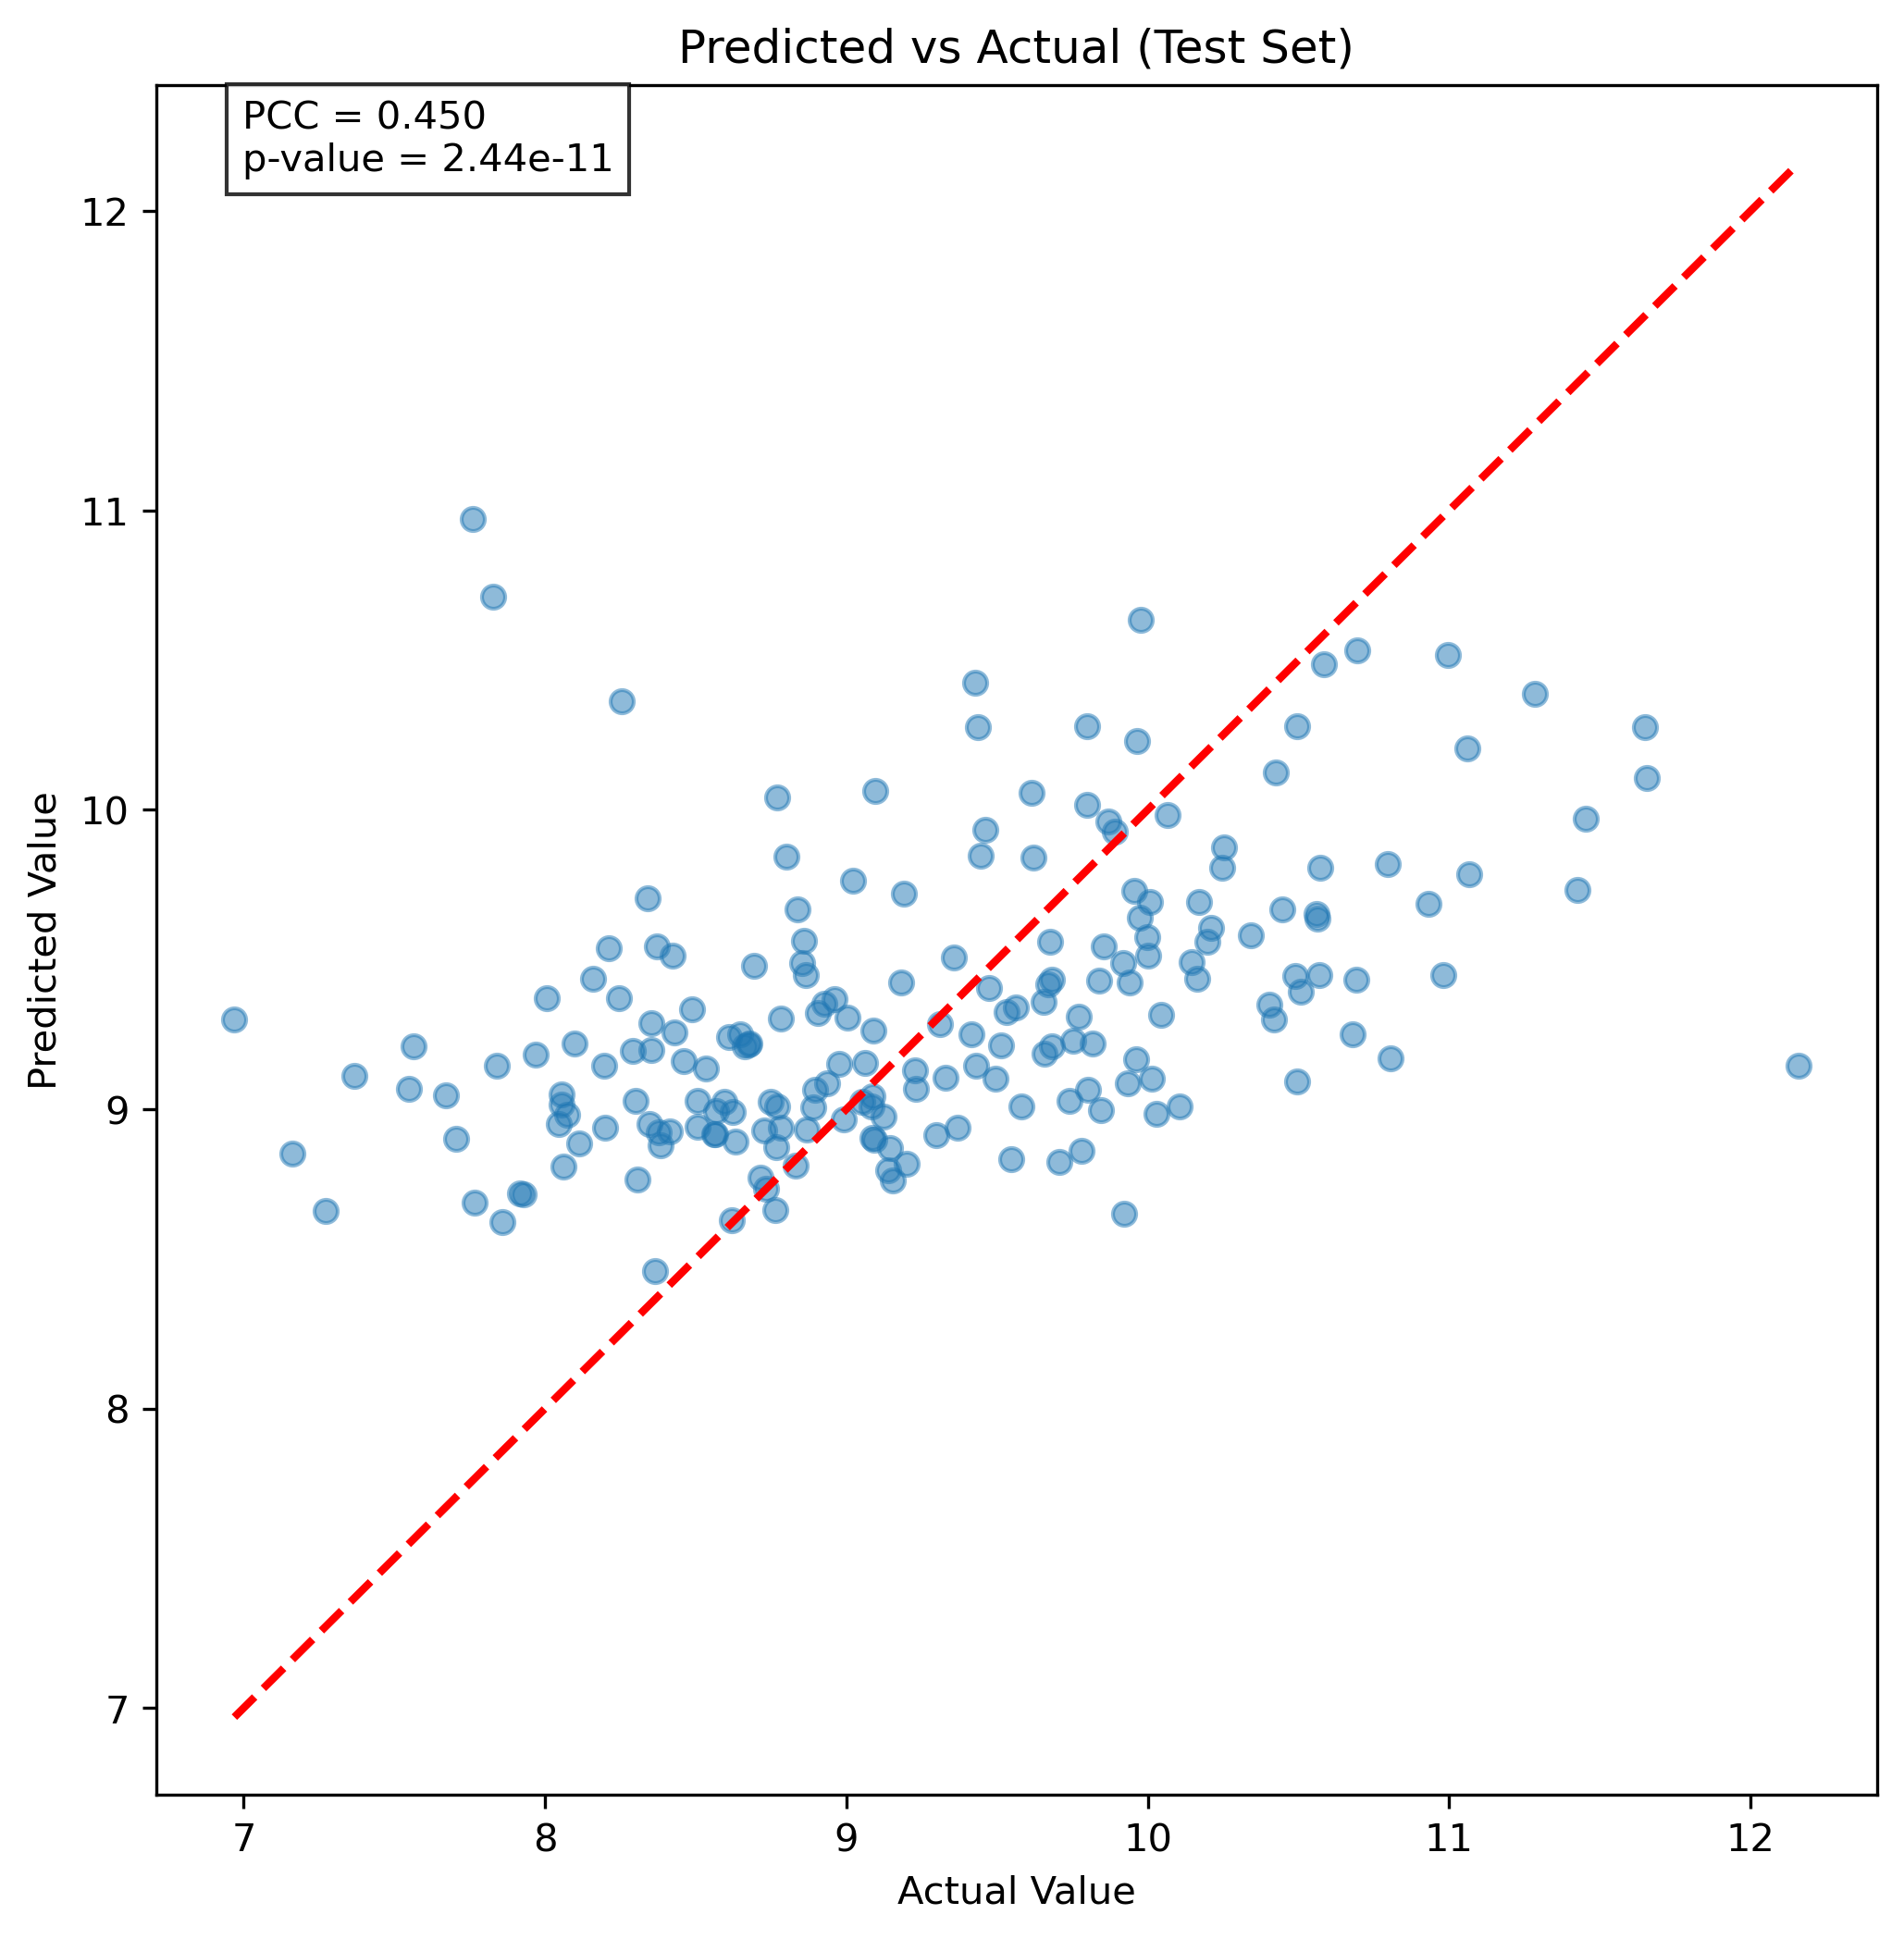 Predicted vs Actual (Test Set)
PCC = 0.450
p-value = 2.44e-11
12
11
10
9
8
7
Predicted Value
7 8 9 10 11 12
Actual Value